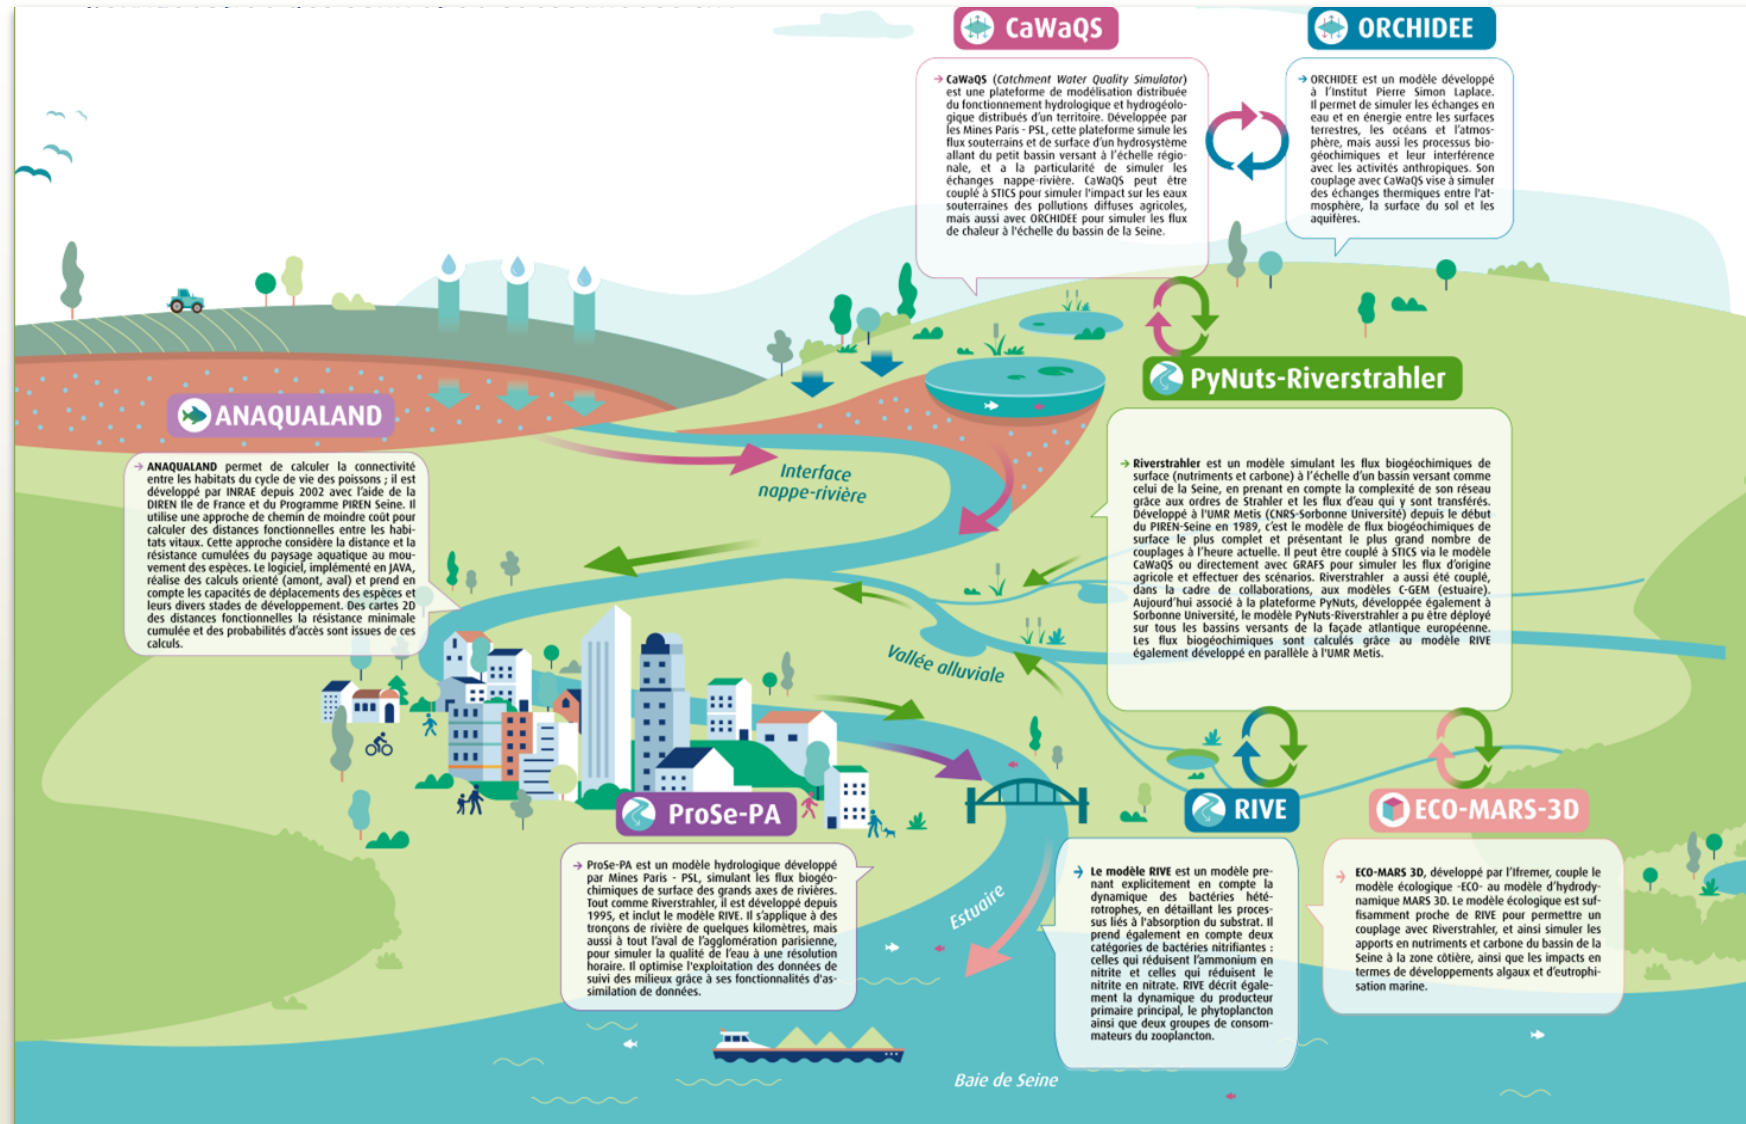 CaWaQS
→ CaWaQS (Catchment Water Quality Simulator)
est une plateforme de modélisation distribuée
du fonctionnement hydrologique et hydrogéolo-
gique distribués d'un territoire. Développée par
les Mines Paris - PSL, cette plateforme simule les
flux souterrains et de surface d'un hydrosystème
allant du petit bassin versant à l'échelle régio-
nale, et a la particularité de simuler les
échanges nappe-rivière. CaWaQS peut être
couplé à STICS pour simuler l'impact sur les eaux
souterraines des pollutions diffuses agricoles,
mais aussi avec ORCHIDEE pour simuler les flux
de chaleur à l'échelle du bassin de la Seine.
ORCHIDEE
→ ORCHIDEE est un modèle développé
à l'Institut Pierre Simon Laplace.
Il permet de simuler les échanges en
eau et en énergie entre les surfaces
terrestres, les océans et l'atmos-
phère, mais aussi les processus bio-
géochimiques et leur interférence
avec les activités anthropiques. Son
couplage avec CaWaQS vise à simuler
des échanges thermiques entre l'at-
mosphère, la surface du sol et les
aquifères.
ANAQUALAND
→ ANAQUALAND permet de calculer la connectivité
entre les habitats du cycle de vie des poissons ; il est
développé par INRAE depuis 2002 avec l'aide de la
DIREN Ile de France et du Programme PIREN Seine. Il
utilise une approche de chemin de moindre coût pour
calculer des distances fonctionnelles entre les habi-
tats vitaux. Cette approche considère la distance et la
résistance cumulées du paysage aquatique au mou-
vement des espèces. Le logiciel, implémenté en JAVA,
réalise des calculs orienté (amont, aval) et prend en
compte les capacités de déplacements des espèces et
leurs divers stades de développement. Des cartes 2D
des distances fonctionnelles la résistance minimale
cumulée et des probabilités d'accès sont issues de ces
calculs.
Interface
nappe-rivière
PyNuts-Riverstrahler
→ Riverstrahler est un modèle simulant les flux biogéochimiques de
surface (nutriments et carbone) à l'échelle d'un bassin versant comme
celui de la Seine, en prenant en compte la complexité de son réseau
grâce aux ordres de Strahler et les flux d'eau qui y sont transférés.
Développé à l'UMR Metis (CNRS-Sorbonne Université) depuis le début
du PIREN-Seine en 1989, c'est le modèle de flux biogéochimiques de
surface le plus complet et présentant le plus grand nombre de
couplages à l'heure actuelle. Il peut être couplé à STICS via le modèle
CaWaQS ou directement avec GRAFS pour simuler les flux d'origine
agricole et effectuer des scénarios. Riverstrahler a aussi été couplé,
dans la cadre de collaborations, aux modèles C-GEM (estuaire).
Aujourd'hui associé à la plateforme PyNuts, développée également à
Sorbonne Université, le modèle PyNuts-Riverstrahler a pu être déployé
sur tous les bassins versants de la façade atlantique européenne.
Les flux biogéochimiques sont calculés grâce au modèle RIVE
également développé en parallèle à l'UMR Metis.
Vallée alluviale
ProSe-PA
→ ProSe-PA est un modèle hydrologique développé
par Mines Paris - PSL, simulant les flux biogéo-
chimiques de surface des grands axes de rivières.
Tout comme Riverstrahler, il est développé depuis
1995, et inclut le modèle RIVE. Il s'applique à des
tronçons de rivière de quelques kilomètres, mais
aussi à tout l'aval de l'agglomération parisienne,
pour simuler la qualité de l'eau à une résolution
horaire. Il optimise l'exploitation des données de
suivi des milieux grâce à ses fonctionnalités d'as-
similation de données.
Estuaire
RIVE
→ Le modèle RIVE est un modèle pre-
nant explicitement en compte la
dynamique des bactéries hété-
rotrophes, en détaillant les proces-
sus liés à l'absorption du substrat. Il
prend également en compte deux
catégories de bactéries nitrifiantes :
celles qui réduisent l'ammonium en
nitrite et celles qui réduisent le
nitrite en nitrate. RIVE décrit égale-
ment la dynamique du producteur
primaire principal, le phytoplancton
ainsi que deux groupes de consom-
mateurs du zooplancton.
ECO-MARS-3D
→ ECO-MARS 3D, développé par l'Ifremer, couple le
modèle écologique -ECO- au modèle d'hydrody-
namique MARS 3D. Le modèle écologique est suf-
fisamment proche de RIVE pour permettre un
couplage avec Riverstrahler, et ainsi simuler les
apports en nutriments et carbone du bassin de la
Seine à la zone côtière, ainsi que les impacts en
termes de développements algaux et d'eutrophi-
sation marine.
Baie de Seine